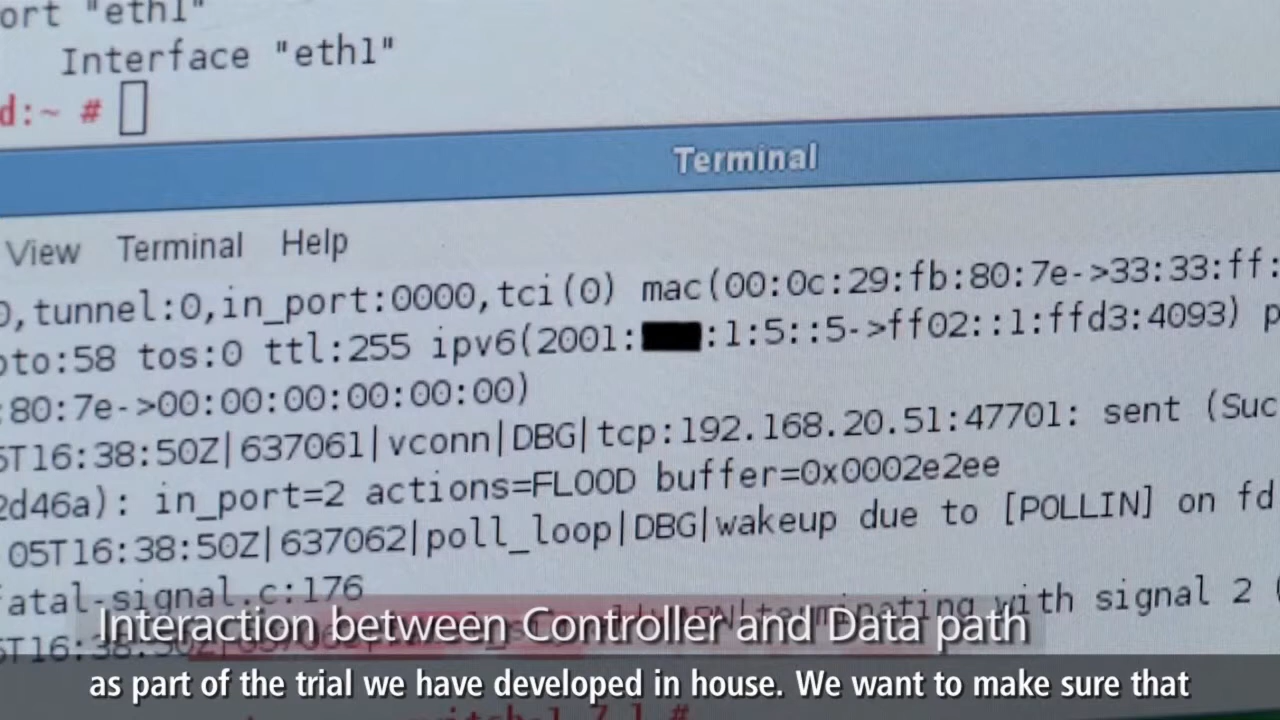 ort "eth1"
Interface "eth1"
d:~ #
Terminal
View Terminal Help
0,tunnel:0,in_port:0000,tci(0) mac(00:0c:29:fb:80:7e->33:33:ff:
oto:58 tos:0 ttl:255 ipv6(2001: :1:5::5->ff02::1:ffd3:4093) p
:80:7e->00:00:00:00:00:00)
5T16:38:50Z|637061|vconn|DBG|tcp:192.168.20.51:47701: sent (Suc
2d46a): in_port=2 actions=FLOOD buffer=0x0002e2ee
05T16:38:50Z|637062|poll_loop|DBG|wakeup due to [POLLIN] on fd
atal-signal.c:176
terminating with signal 2 (
5T16:38:50Z
Interaction between Controller and Data path
as part of the trial we have developed in house. We want to make sure that